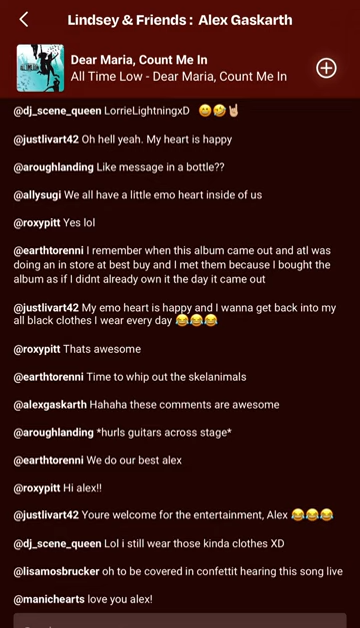 Lindsey & Friends : Alex Gaskarth
Dear Maria, Count Me In
All Time Low - Dear Maria, Count Me In
@dj_scene_queen LorrieLightningxD 😄🤣🤘🏻
@justlivart42 Oh hell yeah. My heart is happy
@aroughlanding Like message in a bottle??
@allysugi We all have a little emo heart inside of us
@roxypitt Yes lol
@earthtorenni I remember when this album came out and atl was
doing an in store at best buy and I met them because I bought the
album as if I didnt already own it the day it came out
@justlivart42 My emo heart is happy and I wanna get back into my
all black clothes I wear every day 😂😂😂
@roxypitt Thats awesome
@earthtorenni Time to whip out the skelanimals
@alexgaskarth Hahaha these comments are awesome
@aroughlanding *hurls guitars across stage*
@earthtorenni We do our best alex
@roxypitt Hi alex!!
@justlivart42 Youre welcome for the entertainment, Alex 😂😂😂
@dj_scene_queen Lol i still wear those kinda clothes XD
@lisamosbrucker oh to be covered in confettit hearing this song live
@manichearts love you alex!